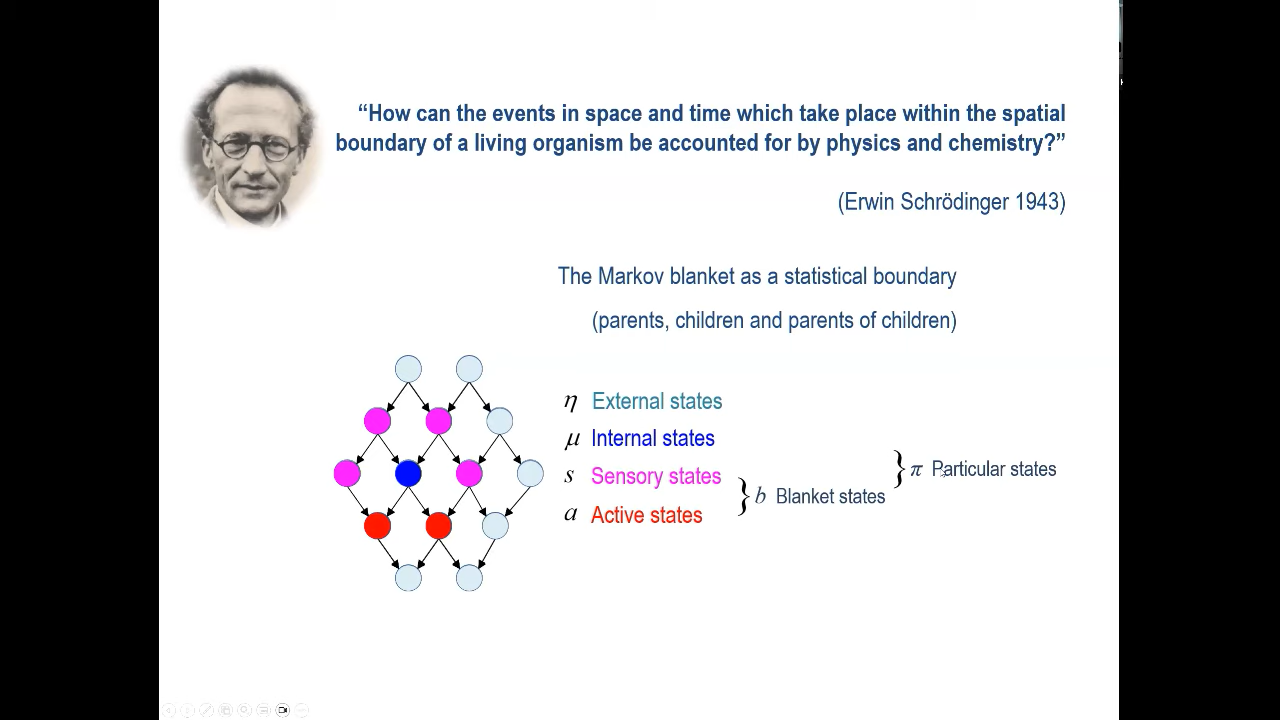 “How can the events in space and time which take place within the spatial
boundary of a living organism be accounted for by physics and chemistry?”
(Erwin Schrödinger 1943)
The Markov blanket as a statistical boundary
(parents, children and parents of children)
η External states
μ Internal states
s Sensory states
a Active states
} b Blanket states
} π Particular states